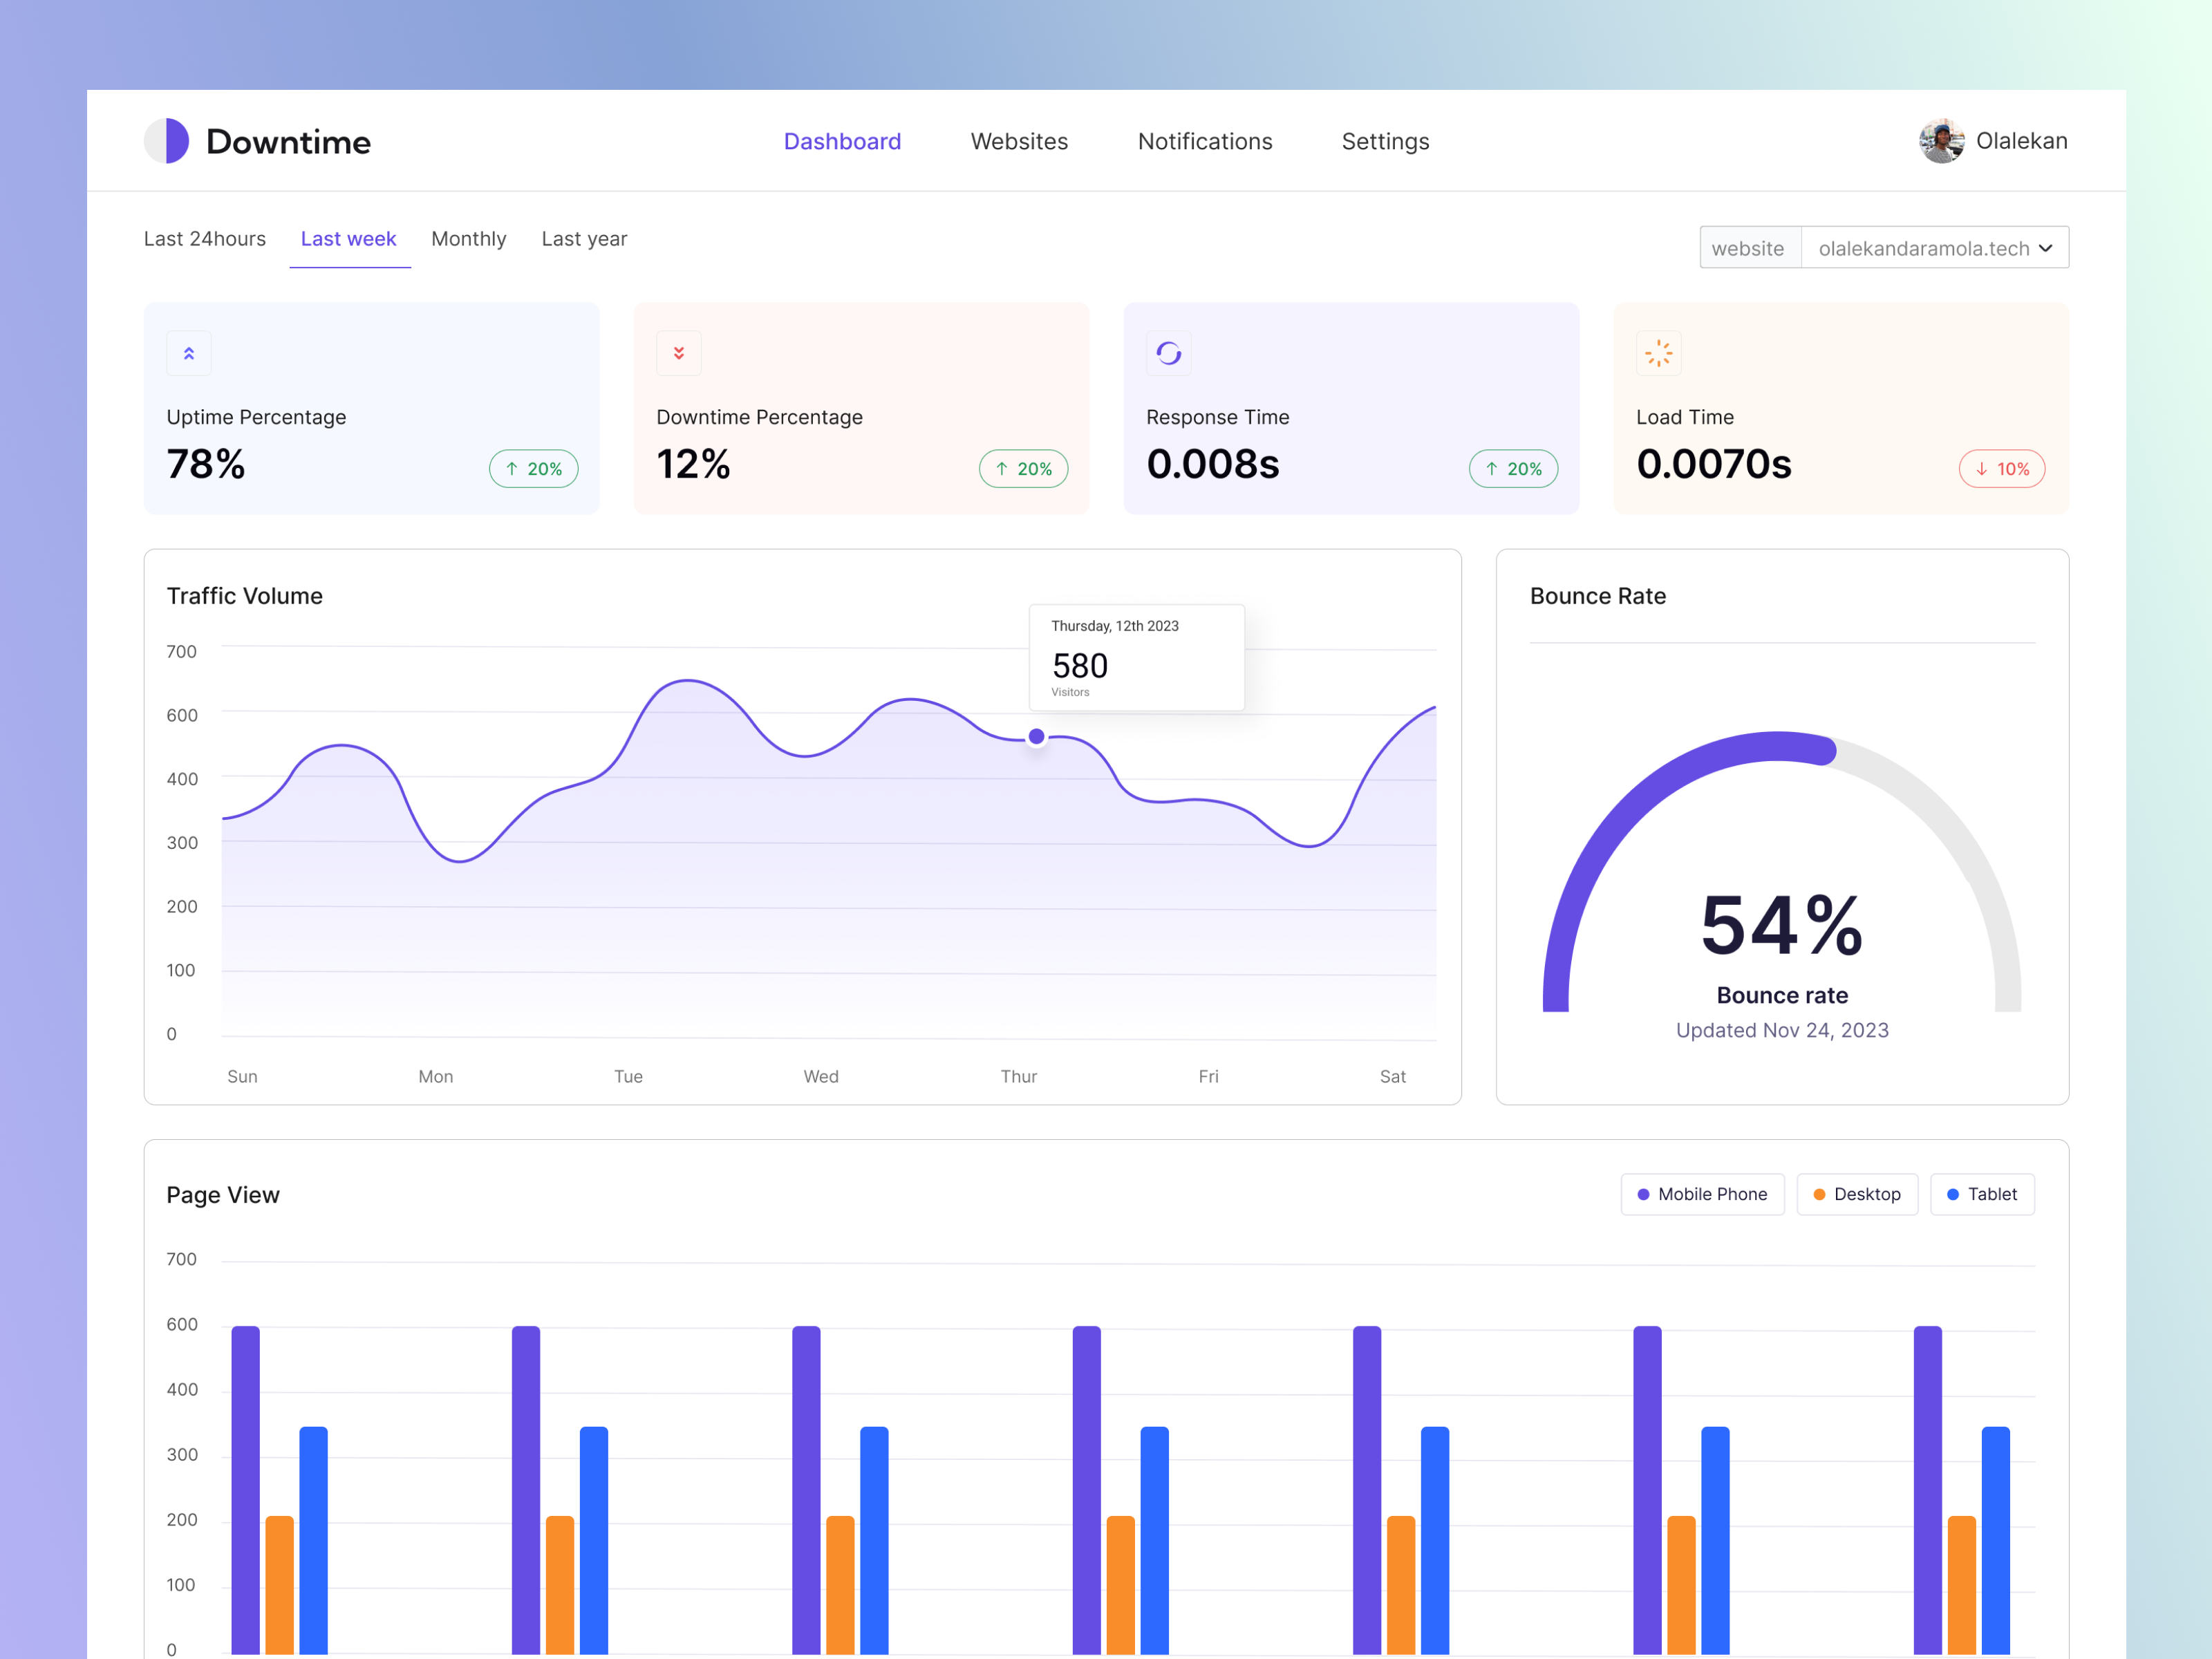 Downtime
Dashboard
Websites
Notifications
Settings
Olalekan
Last 24hours
Last week
Monthly
Last year
website
olalekandaramola.tech
Uptime Percentage
78%
↑ 20%
Downtime Percentage
12%
↑ 20%
Response Time
0.008s
↑ 20%
Load Time
0.0070s
↓ 10%
Traffic Volume
Thursday, 12th 2023
580
Visitors
700
600
400
300
200
100
0
Sun
Mon
Tue
Wed
Thur
Fri
Sat
Bounce Rate
54%
Bounce rate
Updated Nov 24, 2023
Page View
Mobile Phone
Desktop
Tablet
700
600
400
300
200
100
0